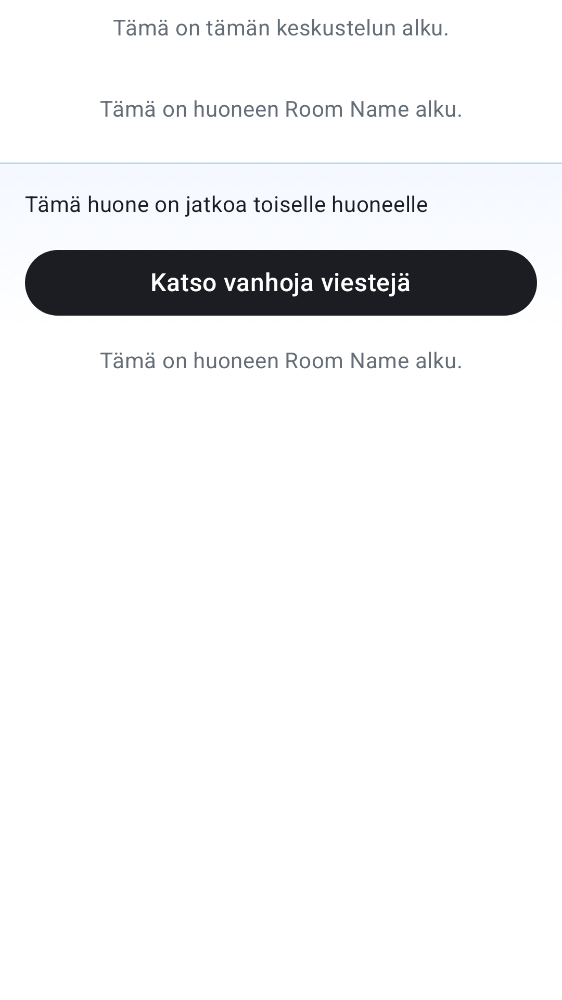 Tämä on tämän keskustelun alku.
Tämä on huoneen Room Name alku.
Tämä huone on jatkoa toiselle huoneelle
Katso vanhoja viestejä
Tämä on huoneen Room Name alku.